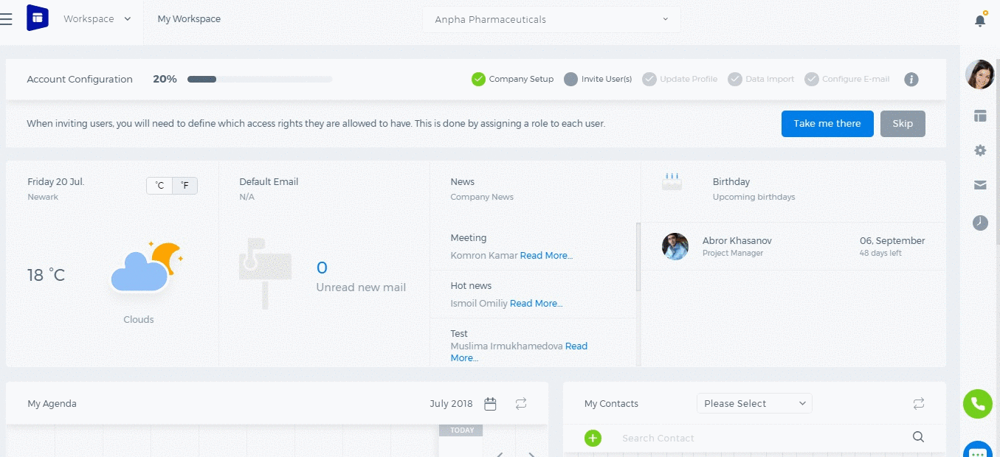 Workspace
My Workspace
Anpha Pharmaceuticals
Account Configuration 20%
Company Setup Invite User(s) Update Profile Data Import Configure E-mail
When inviting users, you will need to define which access rights they are allowed to have. This is done by assigning a role to each user.
Take me there Skip
Friday 20 Jul.
Newark
°C °F
18 °C
Clouds
Default Email
N/A
0
Unread new mail
News
Company News
Meeting
Komron Kamar Read More...
Hot news
Ismoil Omiliy Read More...
Test
Muslima Irmukhamedova Read
More...
Birthday
Upcoming birthdays
Abror Khasanov
Project Manager
06, September
48 days left
My Agenda
July 2018
TODAY
My Contacts
Please Select
Search Contact